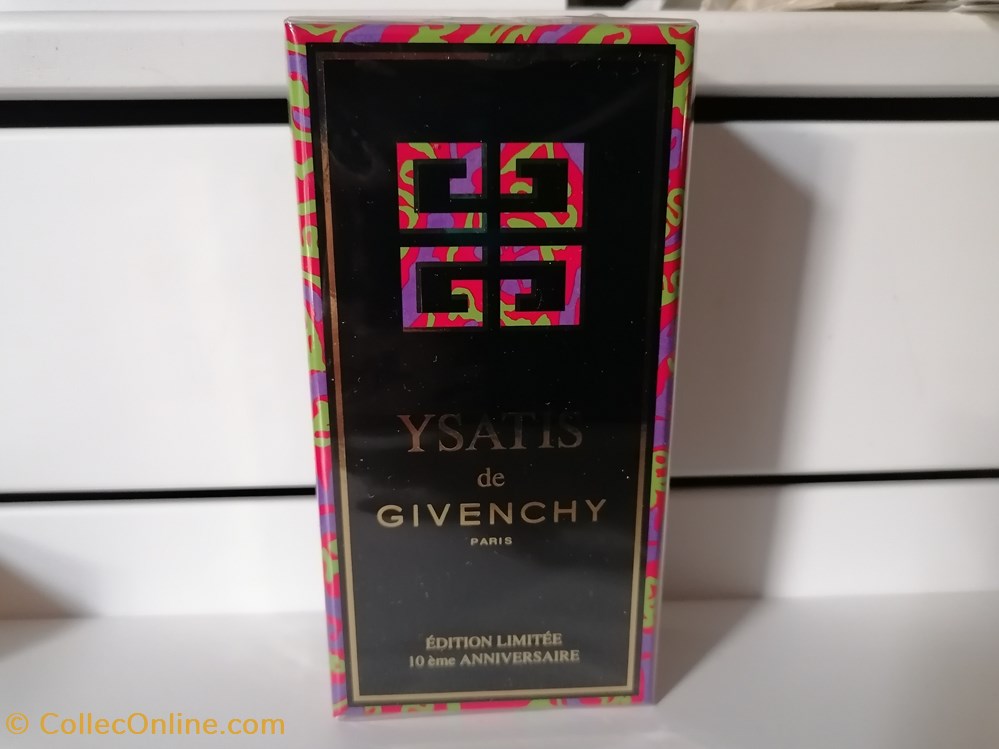 YSATIS
de
GIVENCHY
PARIS
ÉDITION LIMITÉE
10 ème ANNIVERSAIRE
© CollecOnline.com